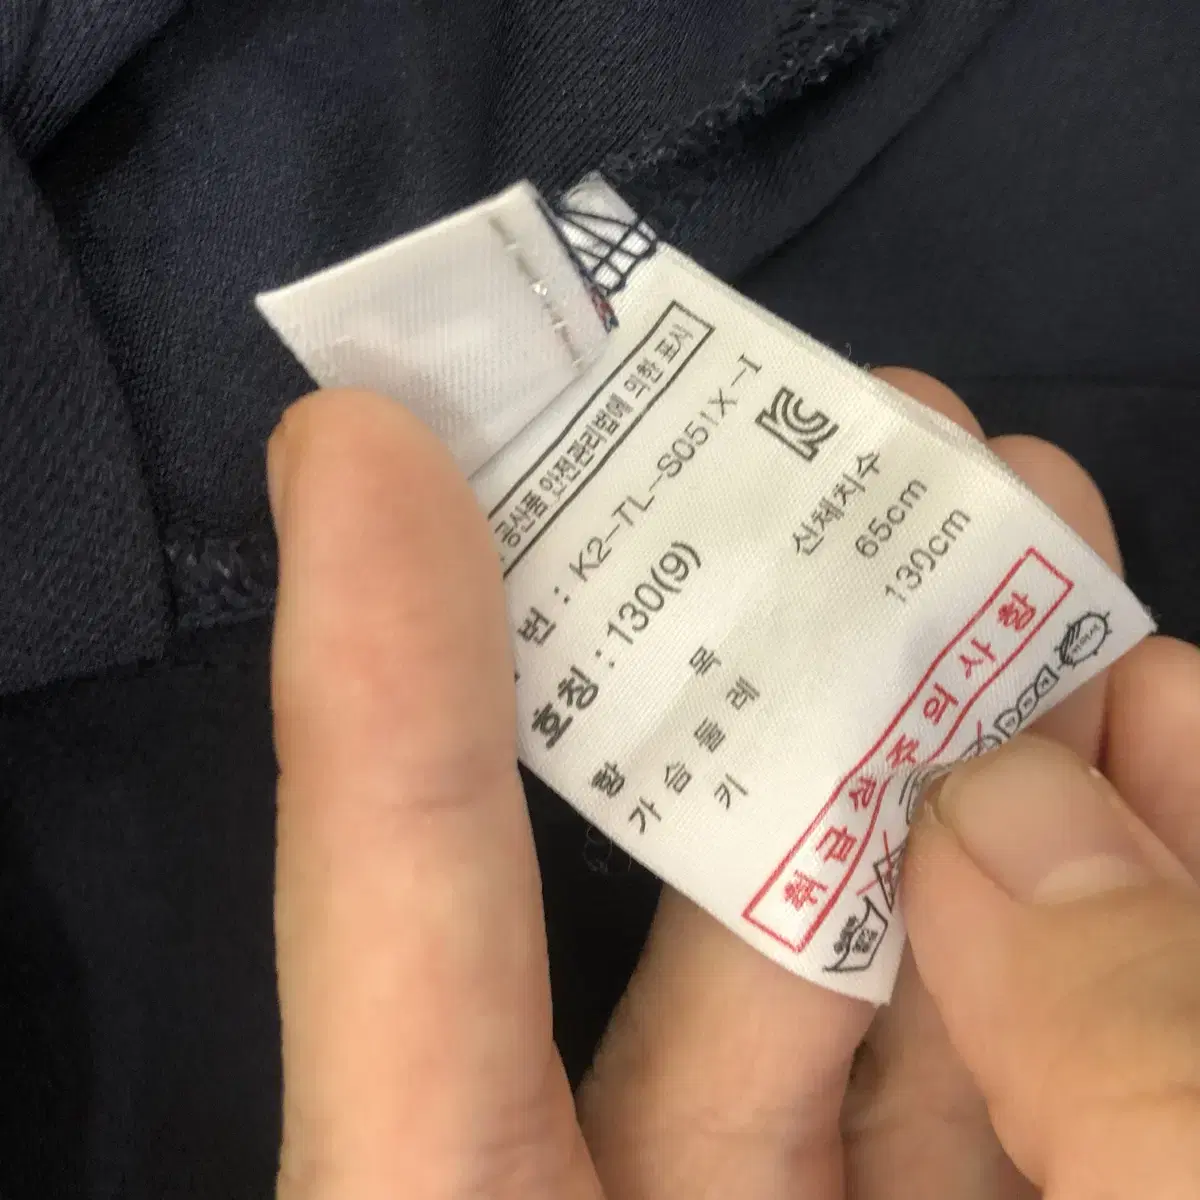 공산품 안전관리법에 의한 표시
번 : K2-TL-S051X-I
호칭 : 130(9)
항 목 신체치수
가 슴 둘 레 65cm
키 130cm
취 급 상 주 의 사 항